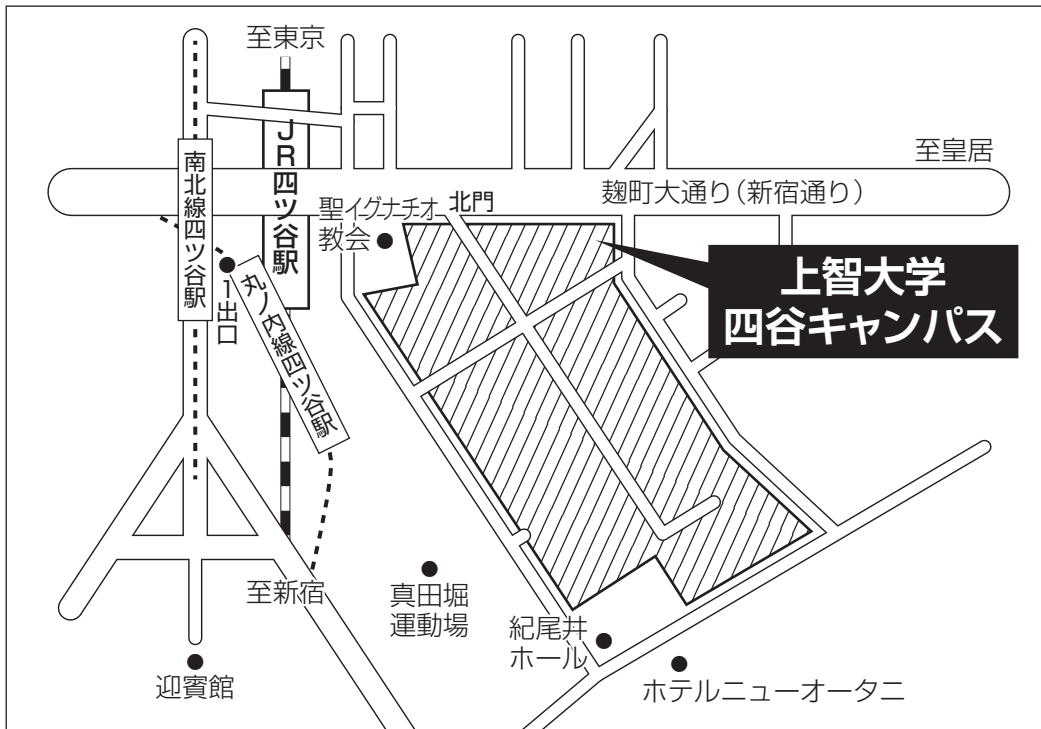 至東京
JR四ツ谷駅
南北線四ツ谷駅
至皇居
麹町大通り(新宿通り)
聖イグナチオ
教会
北門
上智大学
四谷キャンパス
1出口
丸ノ内線四ツ谷駅
至新宿
真田堀
運動場
紀尾井
ホール
迎賓館
ホテルニューオータニ